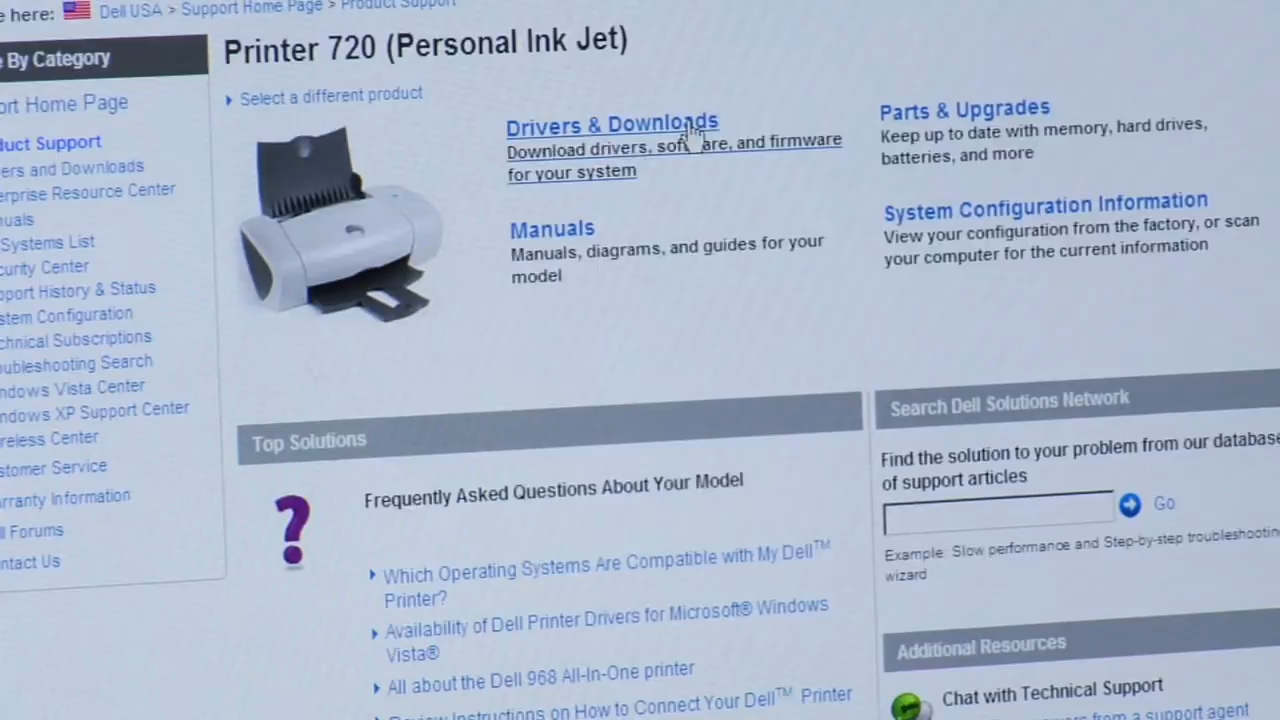 e here: Dell USA > Support Home Page > Product Support
e By Category
ort Home Page
duct Support
ers and Downloads
erprise Resource Center
nuals
Systems List
curity Center
pport History & Status
stem Configuration
chnical Subscriptions
oubleshooting Search
ndows Vista Center
ndows XP Support Center
reless Center
stomer Service
rranty Information
ll Forums
ntact Us
Printer 720 (Personal Ink Jet)
Select a different product
Drivers & Downloads
Download drivers, sof are, and firmware
for your system
Manuals
Manuals, diagrams, and guides for your
model
Parts & Upgrades
Keep up to date with memory, hard drives,
batteries, and more
System Configuration Information
View your configuration from the factory, or scan
your computer for the current information
Top Solutions
Frequently Asked Questions About Your Model
?
Which Operating Systems Are Compatible with My Dell™
Printer?
Availability of Dell Printer Drivers for Microsoft® Windows
Vista®
All about the Dell 968 All-In-One printer
Review Instructions on How to Connect Your Dell™ Printer
Search Dell Solutions Network
Find the solution to your problem from our database
of support articles
Go
Example: Slow performance and Step-by-step troubleshooting
wizard
Additional Resources
Chat with Technical Support
from a support agent